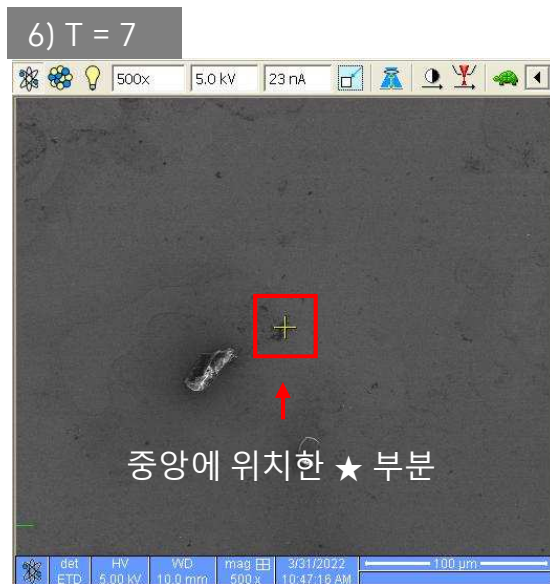 6) T = 7
500x 5.0 kV 23 nA
중앙에 위치한 ★ 부분
det HV WD mag 田 3/31/2022 100 µm
ETD 5.00 kV 10.0 mm 500 x 10:47:16 AM